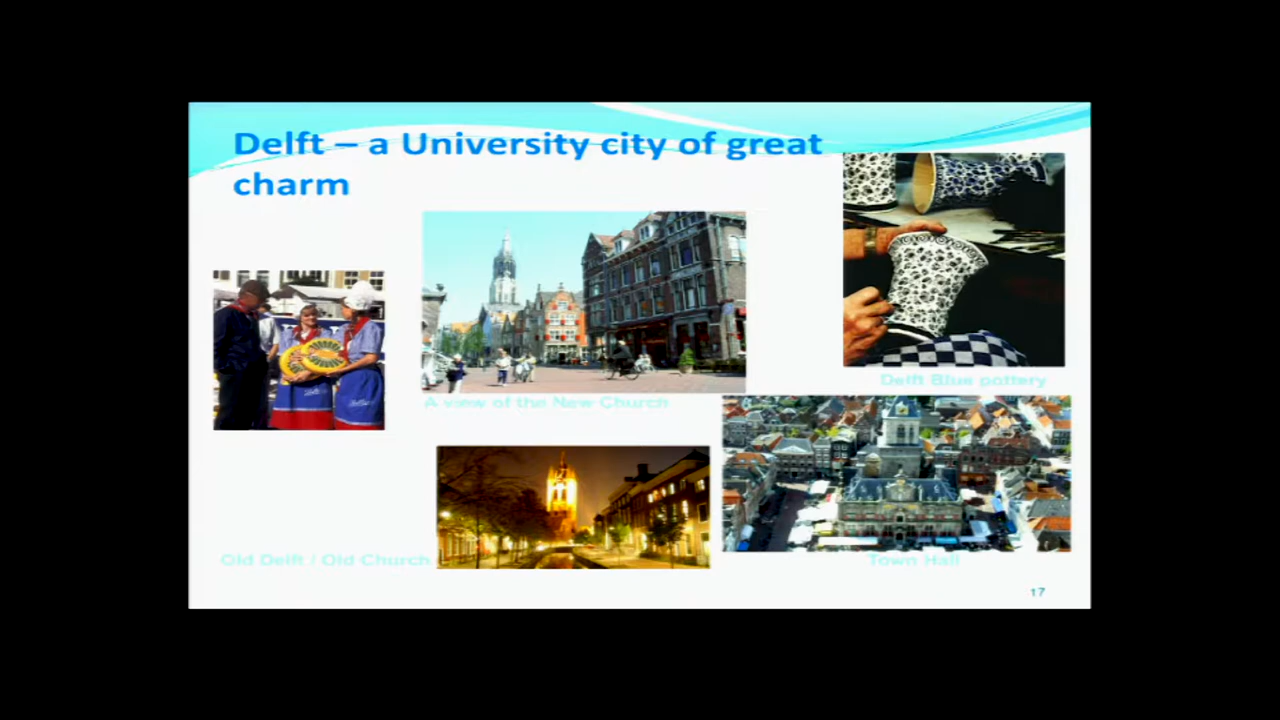 Delft – a University city of great
charm
Delft Blue pottery
A view of the New Church
Old Delft / Old Church
Town Hall
17